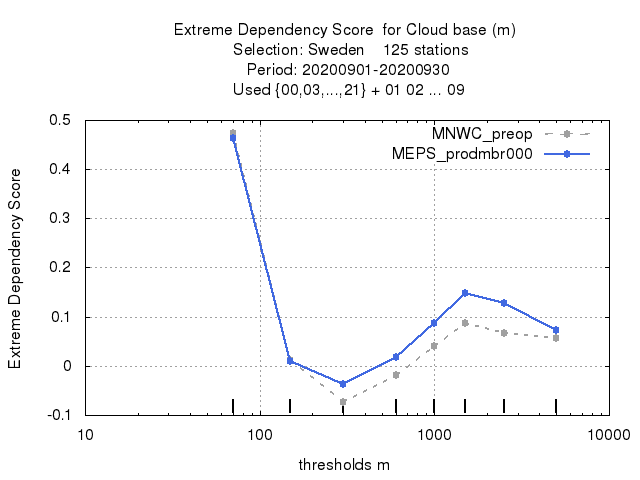 Extreme Dependency Score  for Cloud base (m)
Selection: Sweden    125 stations
Period: 20200901-20200930
Used {00,03,...,21} + 01 02 ... 09
MNWC_preop
MEPS_prodmbr000
Extreme Dependency Score
0.5
0.4
0.3
0.2
0.1
0
-0.1
10
100
1000
10000
thresholds m